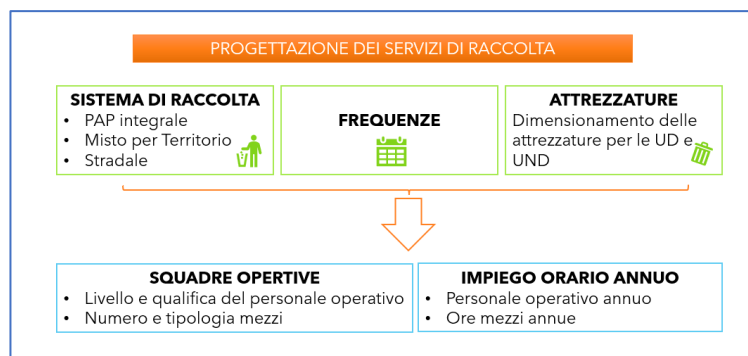 PROGETTAZIONE DEI SERVIZI DI RACCOLTA
SISTEMA DI RACCOLTA
• PAP integrale
• Misto per Territorio
• Stradale
FREQUENZE
ATTREZZATURE
Dimensionamento delle
attrezzature per le UD e
UND
SQUADRE OPERTIVE
• Livello e qualifica del personale operativo
• Numero e tipologia mezzi
IMPIEGO ORARIO ANNUO
• Personale operativo annuo
• Ore mezzi annue